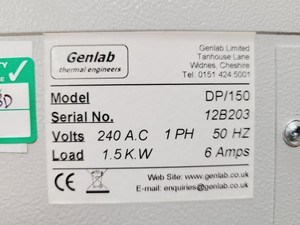 Genlab
thermal engineers
Genlab Limited
Tanhouse Lane
Widnes, Cheshire
Tel. 0151 424 5001
Model DP/150
Serial No. 12B203
Volts 240 A.C 1 PH 50 HZ
Load 1.5 K.W 6 Amps
CE
Web Site: www.genlab.co.uk
E-mail: enquiries@genlab.co.uk